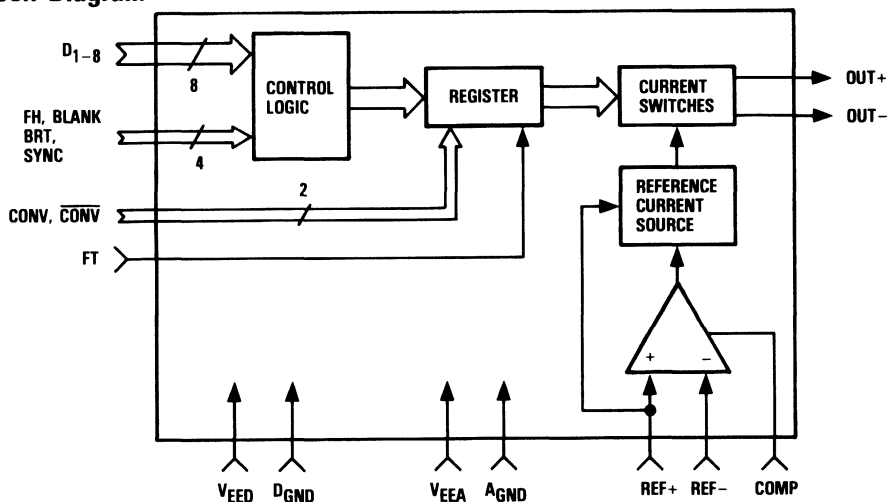 D1–8
8
FH, BLANK
BRT,
SYNC
4
CONTROL
LOGIC
REGISTER
CURRENT
SWITCHES
OUT+
OUT–
CONV, C̅O̅N̅V̅
2
FT
REFERENCE
CURRENT
SOURCE
+ –
VEED DGND VEEA AGND REF+ REF– COMP